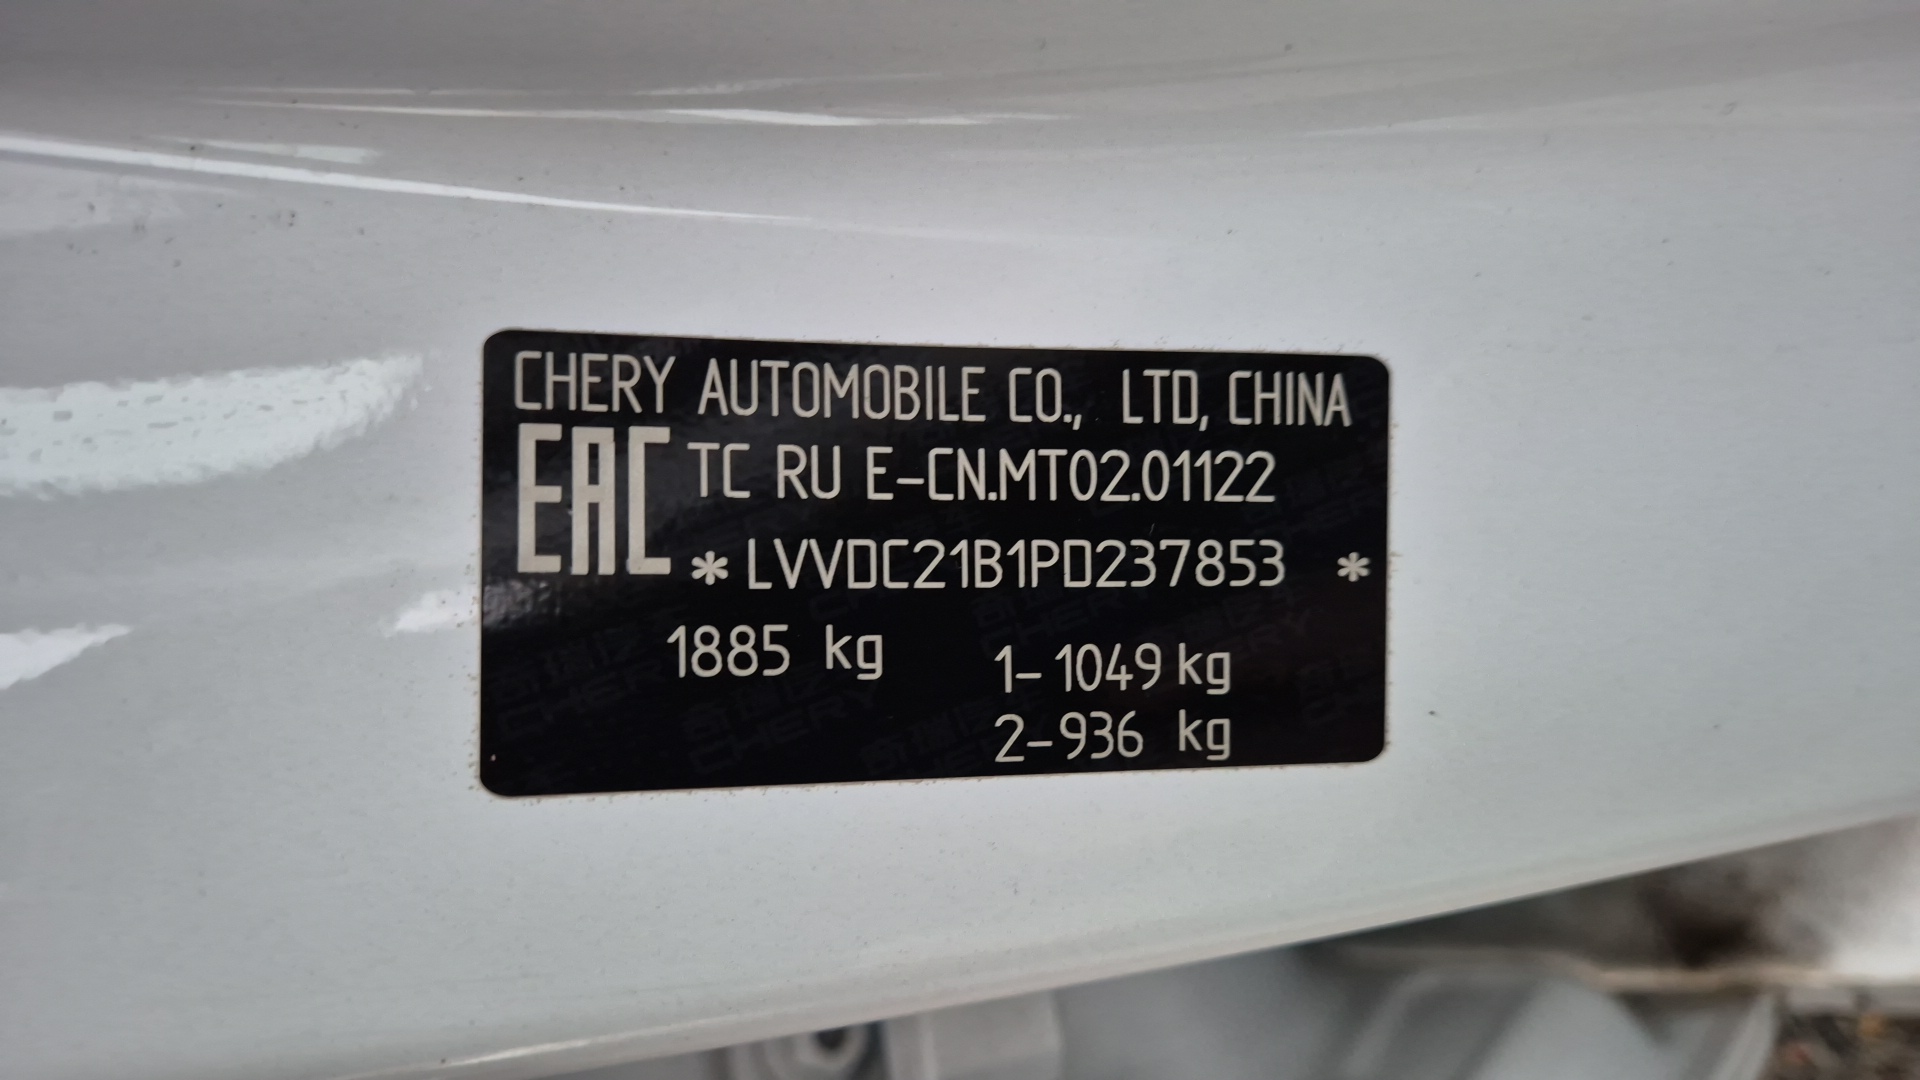 CHERY AUTOMOBILE CO., LTD, CHINA
EAC TC RU E-CN.MT02.01122
*LVVDC21B1PD237853 *
1885 kg
1-1049 kg
2-936 kg